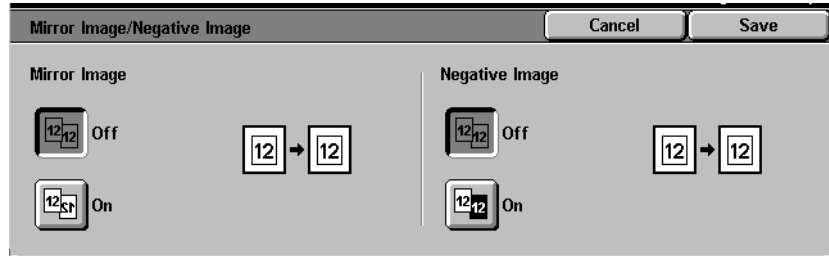 Mirror Image/Negative Image
Cancel
Save
Mirror Image
Negative Image
12 12 Off
12 12
12 12 Off
12 12
12 On
12 12 On